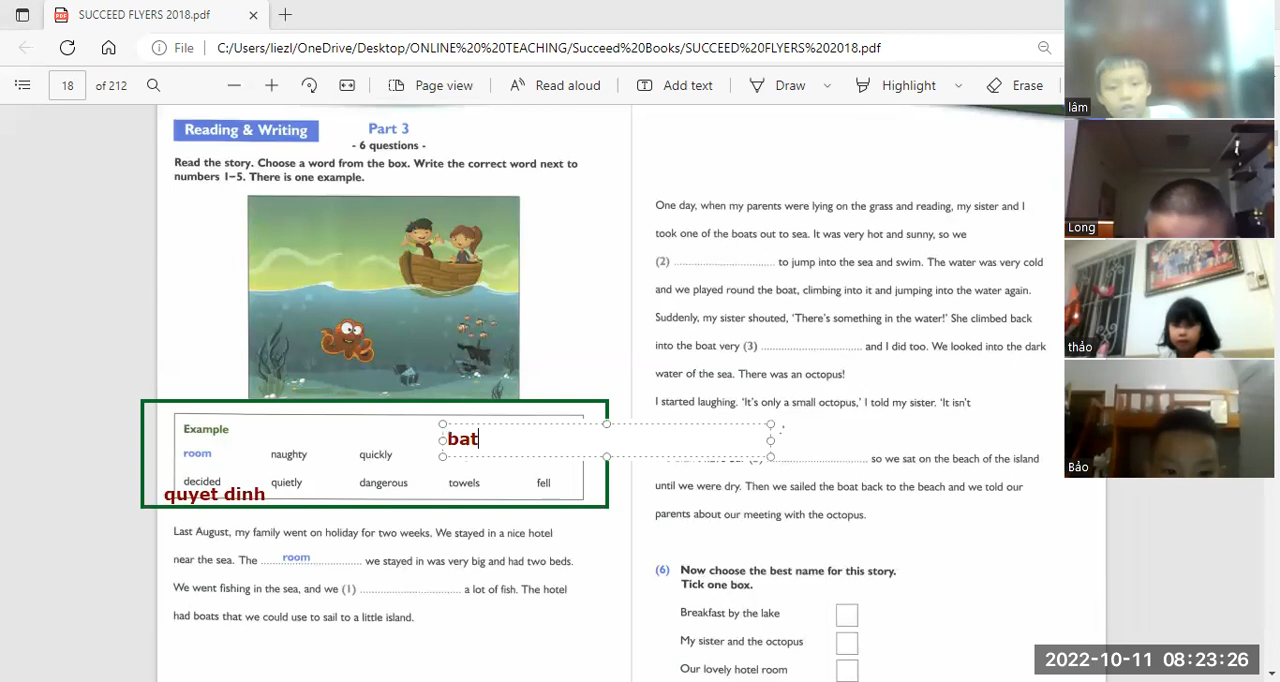 SUCCEED FLYERS 2018.pdf
File
C:/Users/liezl/OneDrive/Desktop/ONLINE%20%20TEACHING/Succeed%20Books/SUCCEED%20FLYERS%202018.pdf
18 of 212
Page view
Read aloud
Add text
Draw
Highlight
Erase
Reading & Writing
Part 3
- 6 questions -
Read the story. Choose a word from the box. Write the correct word next to
numbers 1–5. There is one example.
Example
room naughty quickly
decided quietly dangerous towels fell
quyet dinh
bat
Last August, my family went on holiday for two weeks. We stayed in a nice hotel
near the sea. The room we stayed in was very big and had two beds.
We went fishing in the sea, and we (1) a lot of fish. The hotel
had boats that we could use to sail to a little island.
One day, when my parents were lying on the grass and reading, my sister and I
took one of the boats out to sea. It was very hot and sunny, so we
(2) to jump into the sea and swim. The water was very cold
and we played round the boat, climbing into it and jumping into the water again.
Suddenly, my sister shouted, 'There's something in the water!' She climbed back
into the boat very (3) and I did too. We looked into the dark
water of the sea. There was an octopus!
I started laughing. 'It's only a small octopus,' I told my sister. 'It isn't
so we sat on the beach of the island
until we were dry. Then we sailed the boat back to the beach and we told our
parents about our meeting with the octopus.
(6) Now choose the best name for this story.
Tick one box.
Breakfast by the lake
My sister and the octopus
Our lovely hotel room
lâm
Long
thảo
Bảo
2022-10-11 08:23:26